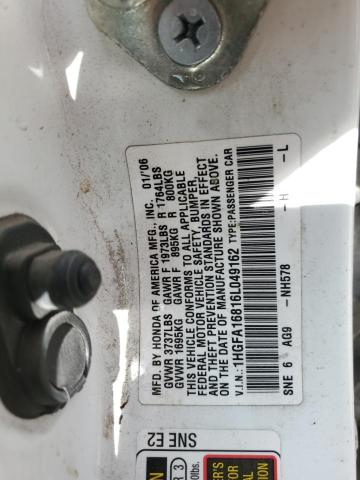 MFD. BY HONDA OF AMERICA MFG., INC. 01/'06
GVWR 3737LBS GAWR F 1973LBS R 1764LBS
GVWR 1695KG GAWR F 895KG R 800KG
THIS VEHICLE CONFORMS TO ALL APPLICABLE
FEDERAL MOTOR VEHICLE SAFETY, BUMPER,
AND THEFT PREVENTION STANDARDS IN EFFECT
ON THE DATE OF MANUFACTURE SHOWN ABOVE.
V.I.N.: 1HGFA16816L049162 TYPE:PASSENGER CAR
SNE 6 AG9 -NH578 -H -L
SNE E2